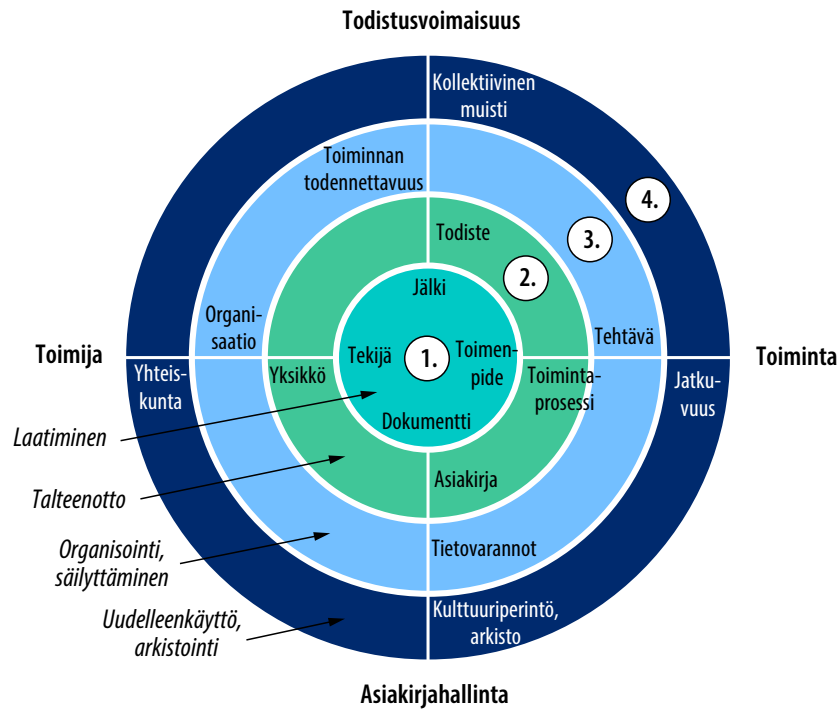 Todistusvoimaisuus
Kollektiivinen
muisti
Toiminnan
todennettavuus
4.
3.
Todiste
2.
Jälki
Organi-
saatio
Tehtävä
Toimija
Tekijä
1.
Toimen-
pide
Toiminta
Yhteis-
kunta
Yksikkö
Toiminta-
prosessi
Jatku-
vuus
Laatiminen
Dokumentti
Talteenotto
Asiakirja
Organisointi,
säilyttäminen
Tietovarannot
Uudelleenkäyttö,
arkistointi
Kulttuuriperintö,
arkisto
Asiakirjahallinta